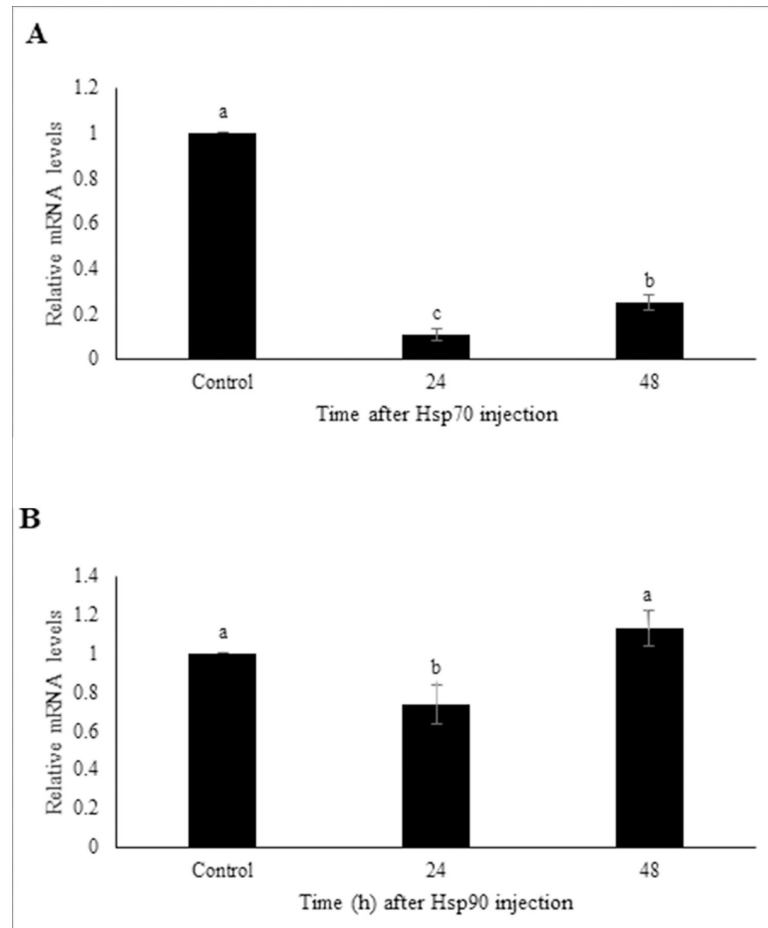 A
Relative mRNA levels
1.2
1
0.8
0.6
0.4
0.2
0
a
c
b
Control
24
48
Time after Hsp70 injection
B
Relative mRNA levels
1.4
1.2
1
0.8
0.6
0.4
0.2
0
a
b
a
Control
24
48
Time (h) after Hsp90 injection